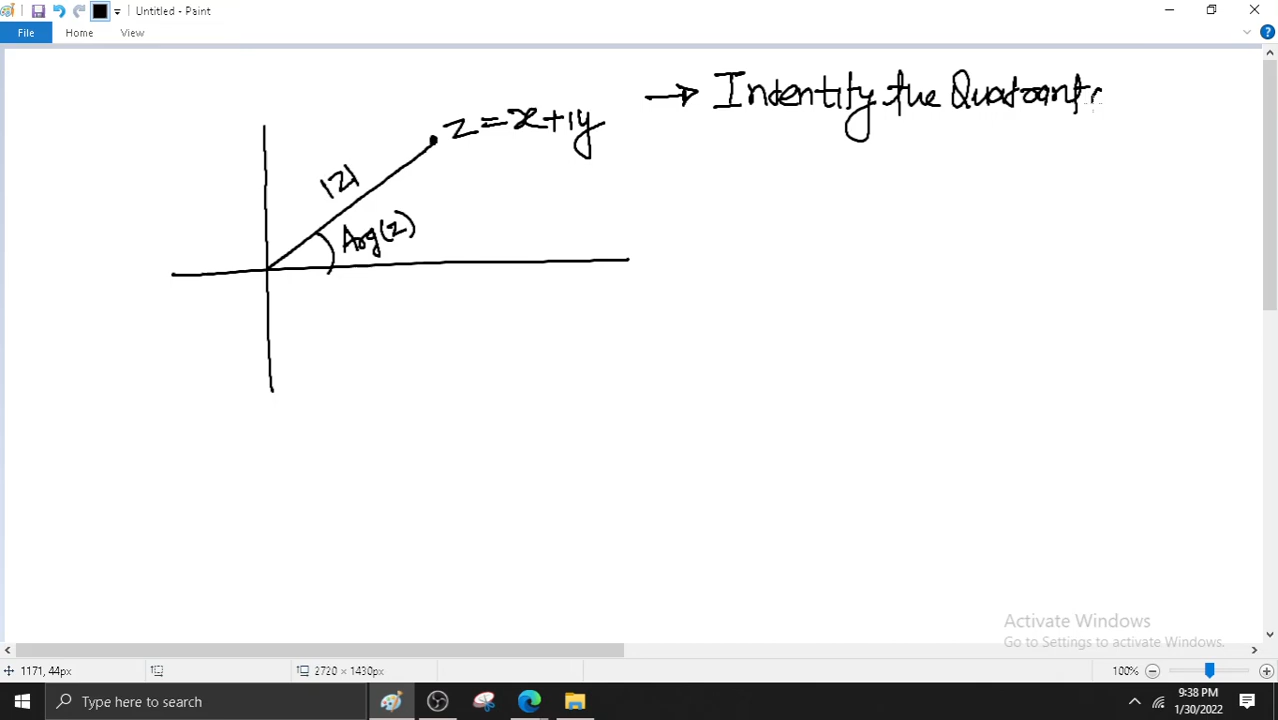 Untitled - Paint
File Home View
→ Indentify the Quatrant
z=x+iy
|z|
Arg(z)
Activate Windows
Go to Settings to activate Windows.
1171, 44px
2720 × 1430px
100%
Type here to search
9:38 PM
1/30/2022